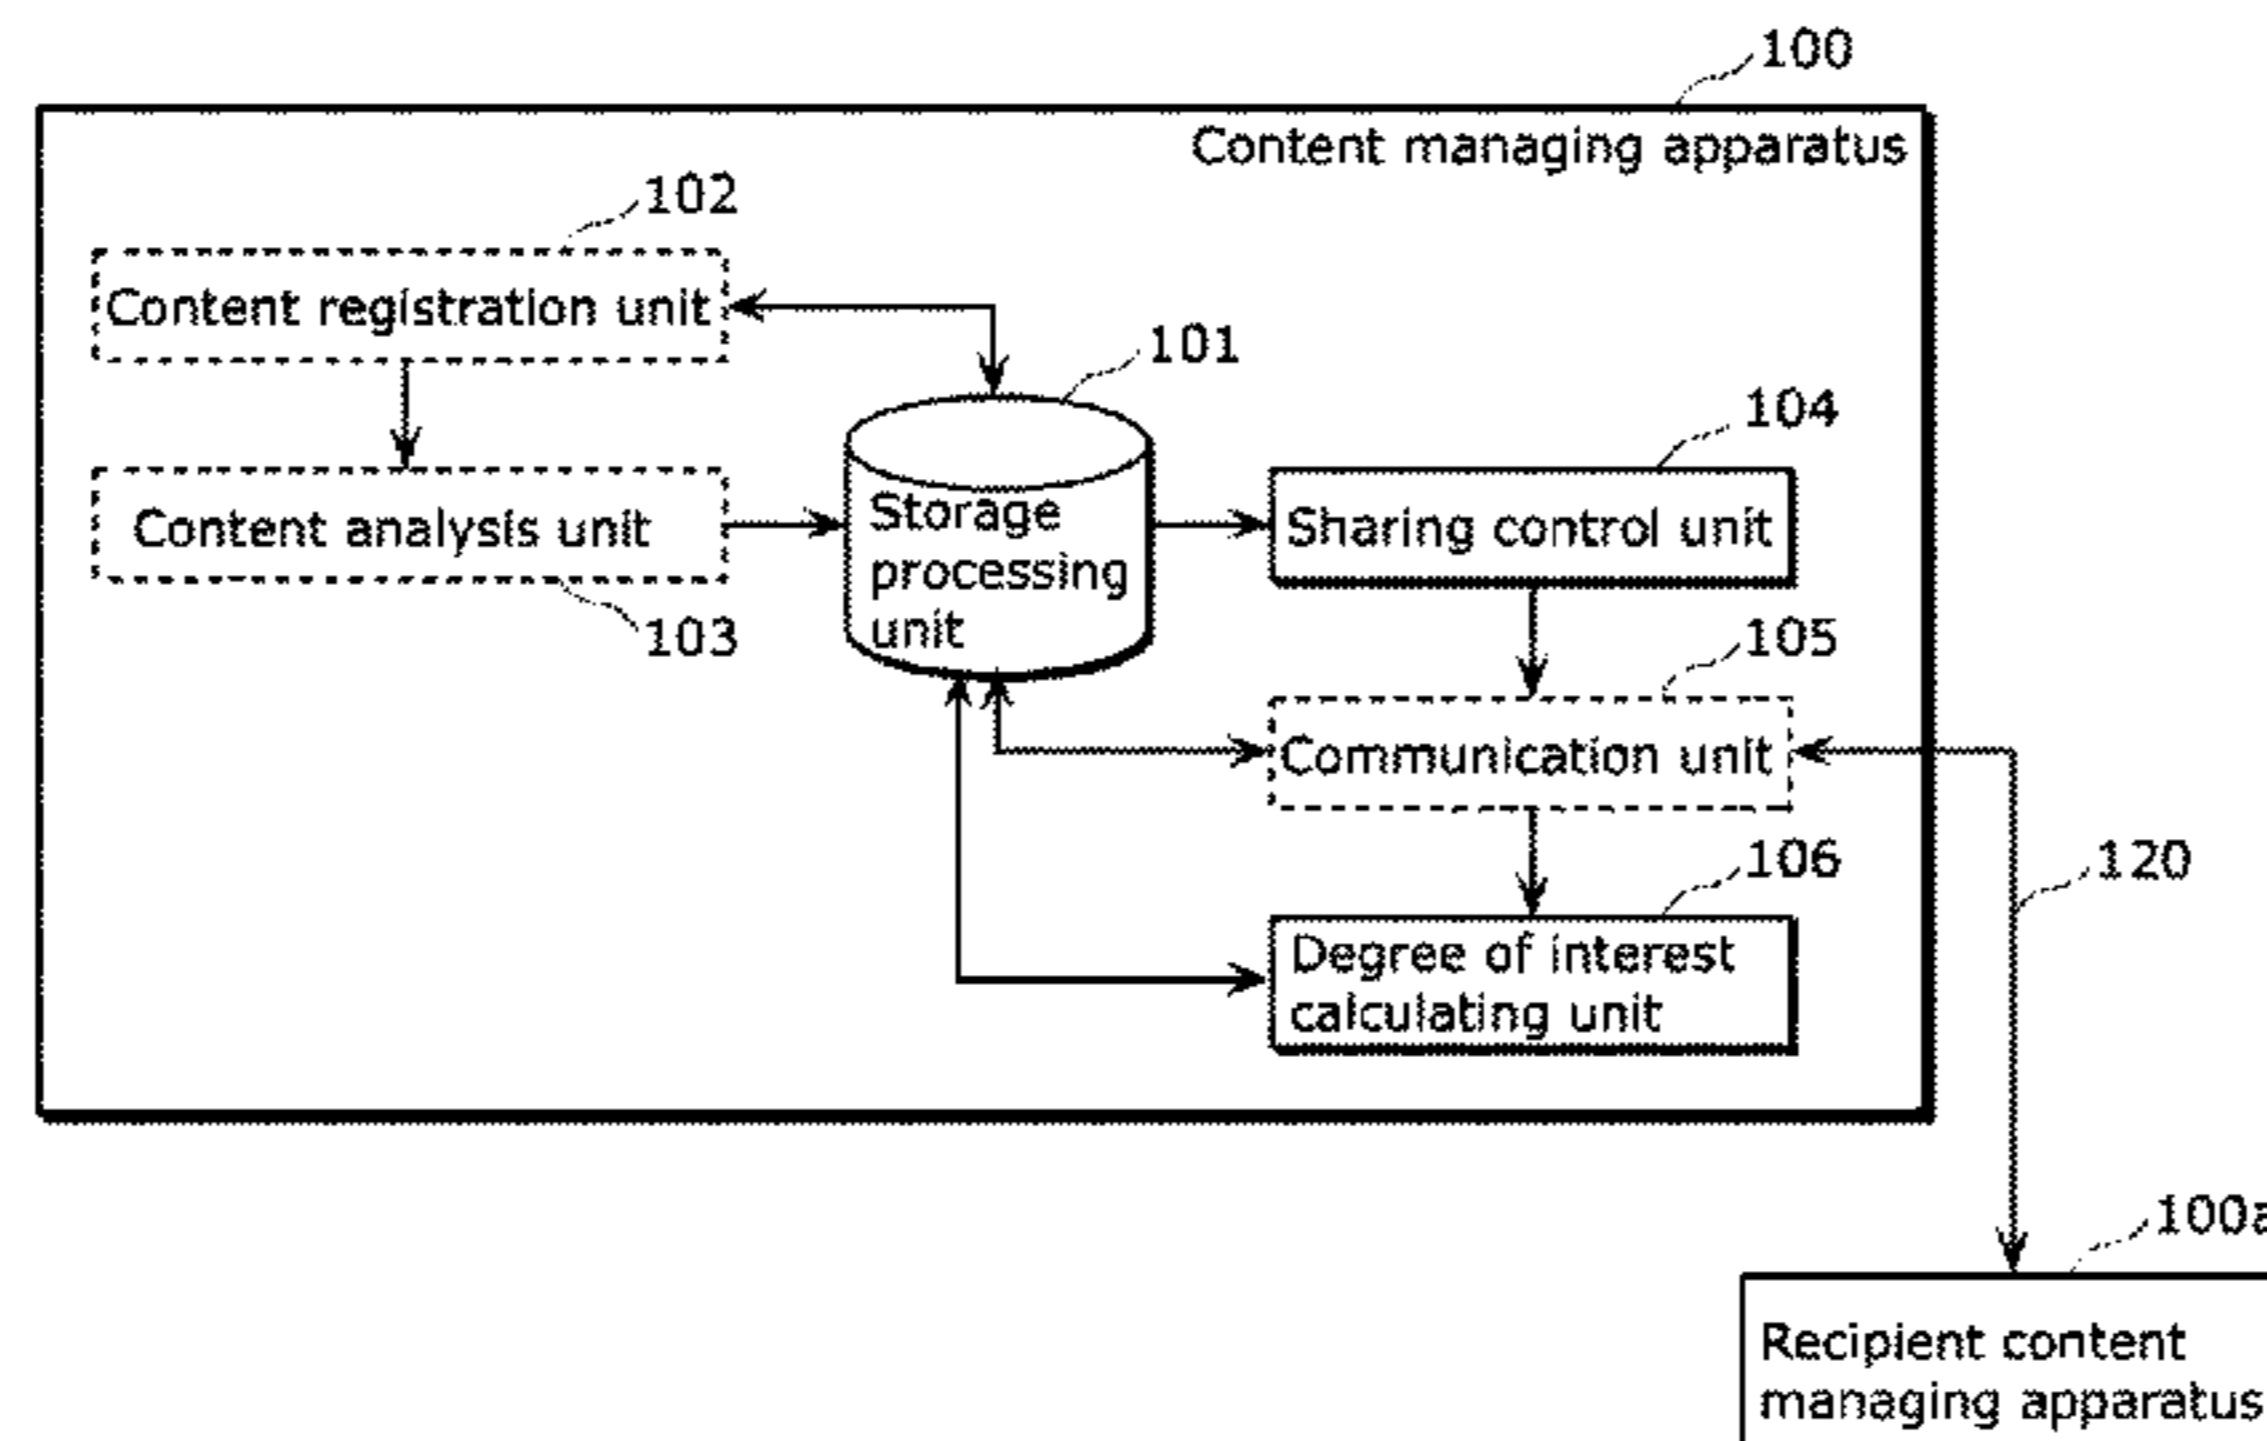 100
Content managing apparatus
102
Content registration unit
101
104
Content analysis unit
Storage
processing
unit
Sharing control unit
103
105
Communication unit
106
120
Degree of interest
calculating unit
100a
Recipient content
managing apparatus